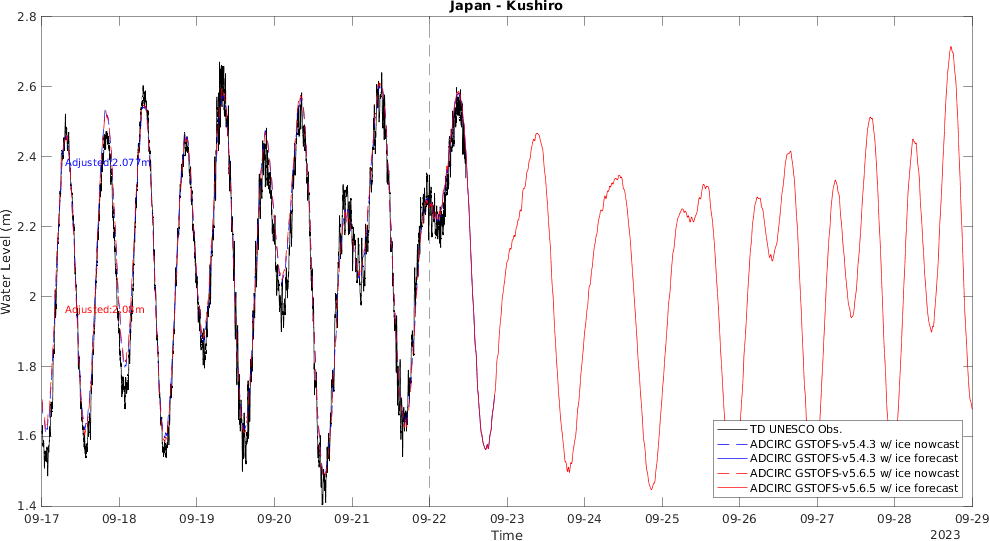 Japan - Kushiro
2.8
2.6
2.4
2.2
2
1.8
1.6
1.4
Water Level (m)
Adjusted:2.077m
Adjusted:2.08m
TD UNESCO Obs.
ADCIRC GSTOFS-v5.4.3 w/ ice nowcast
ADCIRC GSTOFS-v5.4.3 w/ ice forecast
ADCIRC GSTOFS-v5.6.5 w/ ice nowcast
ADCIRC GSTOFS-v5.6.5 w/ ice forecast
09-17 09-18 09-19 09-20 09-21 09-22 09-23 09-24 09-25 09-26 09-27 09-28 09-29
Time
2023